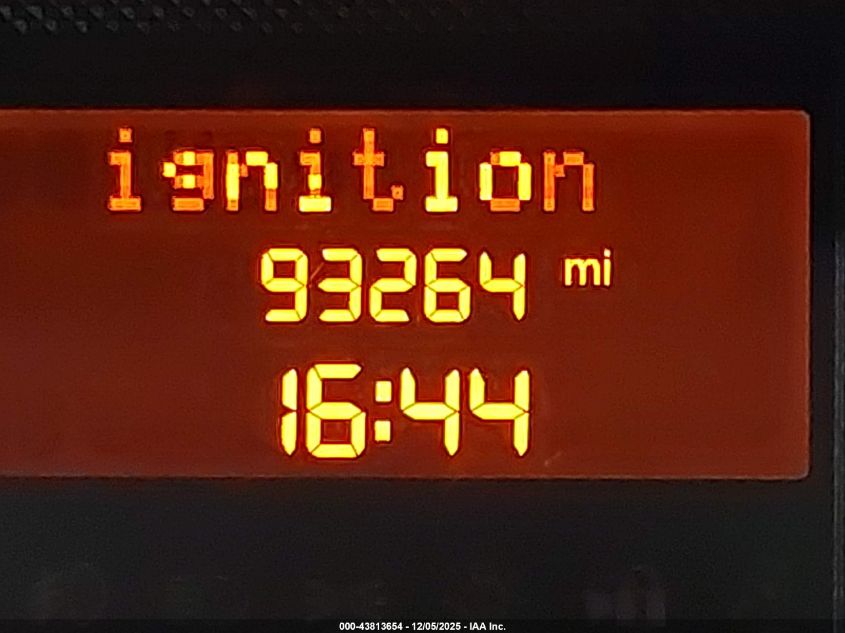 ignition
93264 mi
16:44
000-43813654 - 12/05/2025 - IAA Inc.